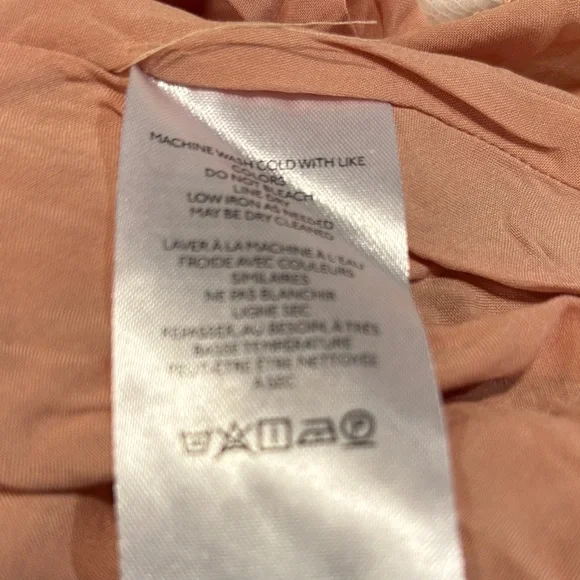 MACHINE WASH COLD WITH LIKE
COLORS
DO NOT BLEACH
LINE DRY
LOW IRON AS NEEDED
MAY BE DRY CLEANED
LAVER À LA MACHINE À L'EAU
FROIDE AVEC COULEURS
SIMILAIRES
NE PAS BLANCHIR
LIGNE SEC
REPASSER AU BESOIN, À TRÈS
BASSE TEMPÉRATURE
PEUT-ÊTRE ÊTRE NETTOYÉE
À SEC